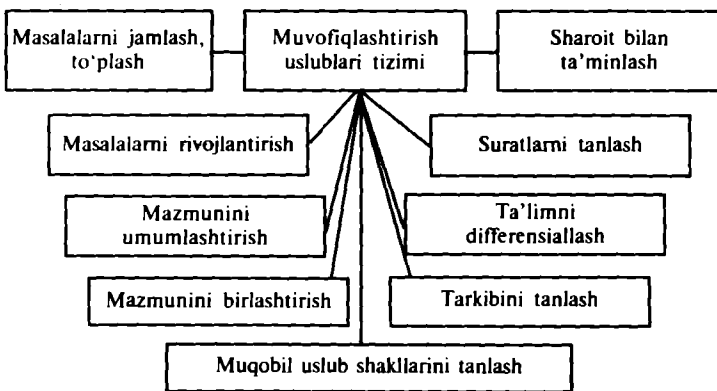 Masalalarni jamlash,
to‘plash
Muvofiqlashtirish
uslublari tizimi
Sharoit bilan
ta’minlash
Masalalarni rivojlantirish
Suratlarni tanlash
Mazmunini
umumlashtirish
Ta’limni
differensiallash
Mazmunini birlashtirish
Tarkibini tanlash
Muqobil uslub shakllarini tanlash